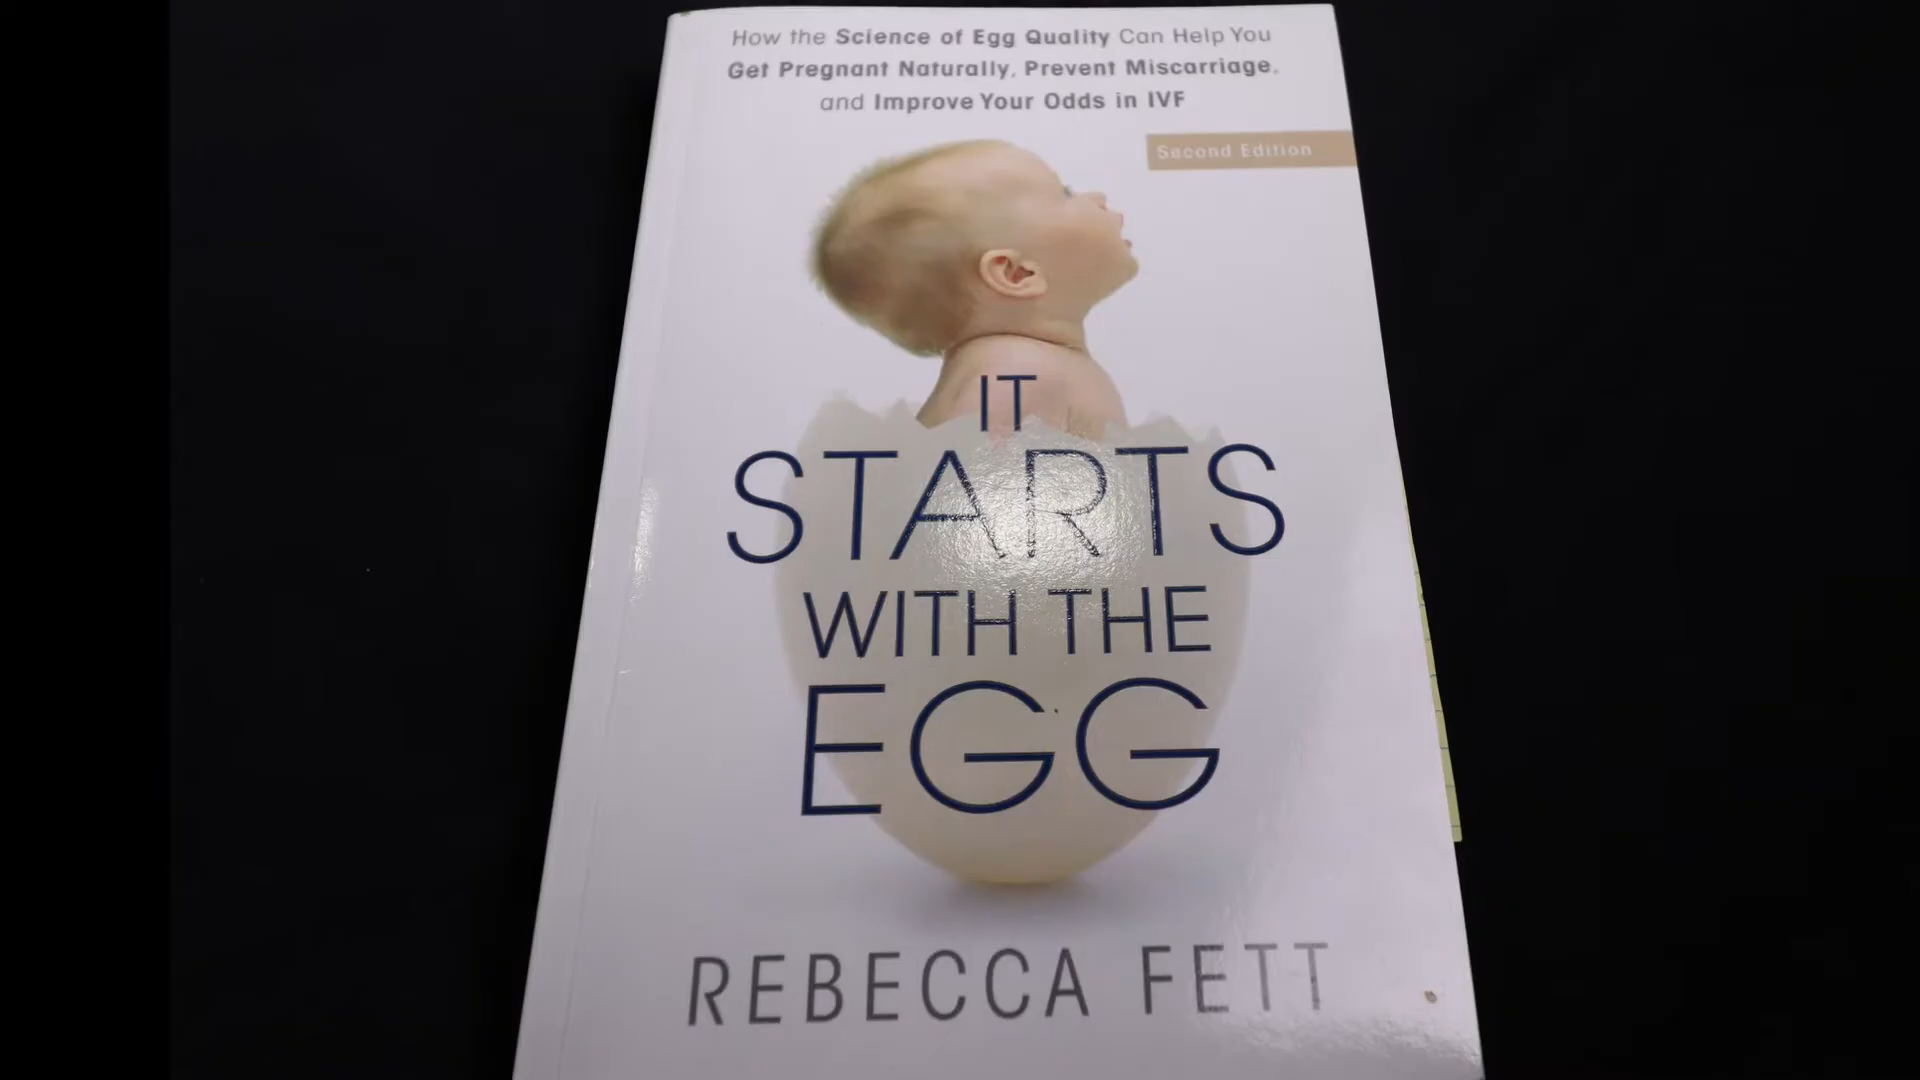 How the Science of Egg Quality Can Help You
Get Pregnant Naturally, Prevent Miscarriage,
and Improve Your Odds in IVF
Second Edition
IT
STARTS
WITH THE
EGG
REBECCA FETT